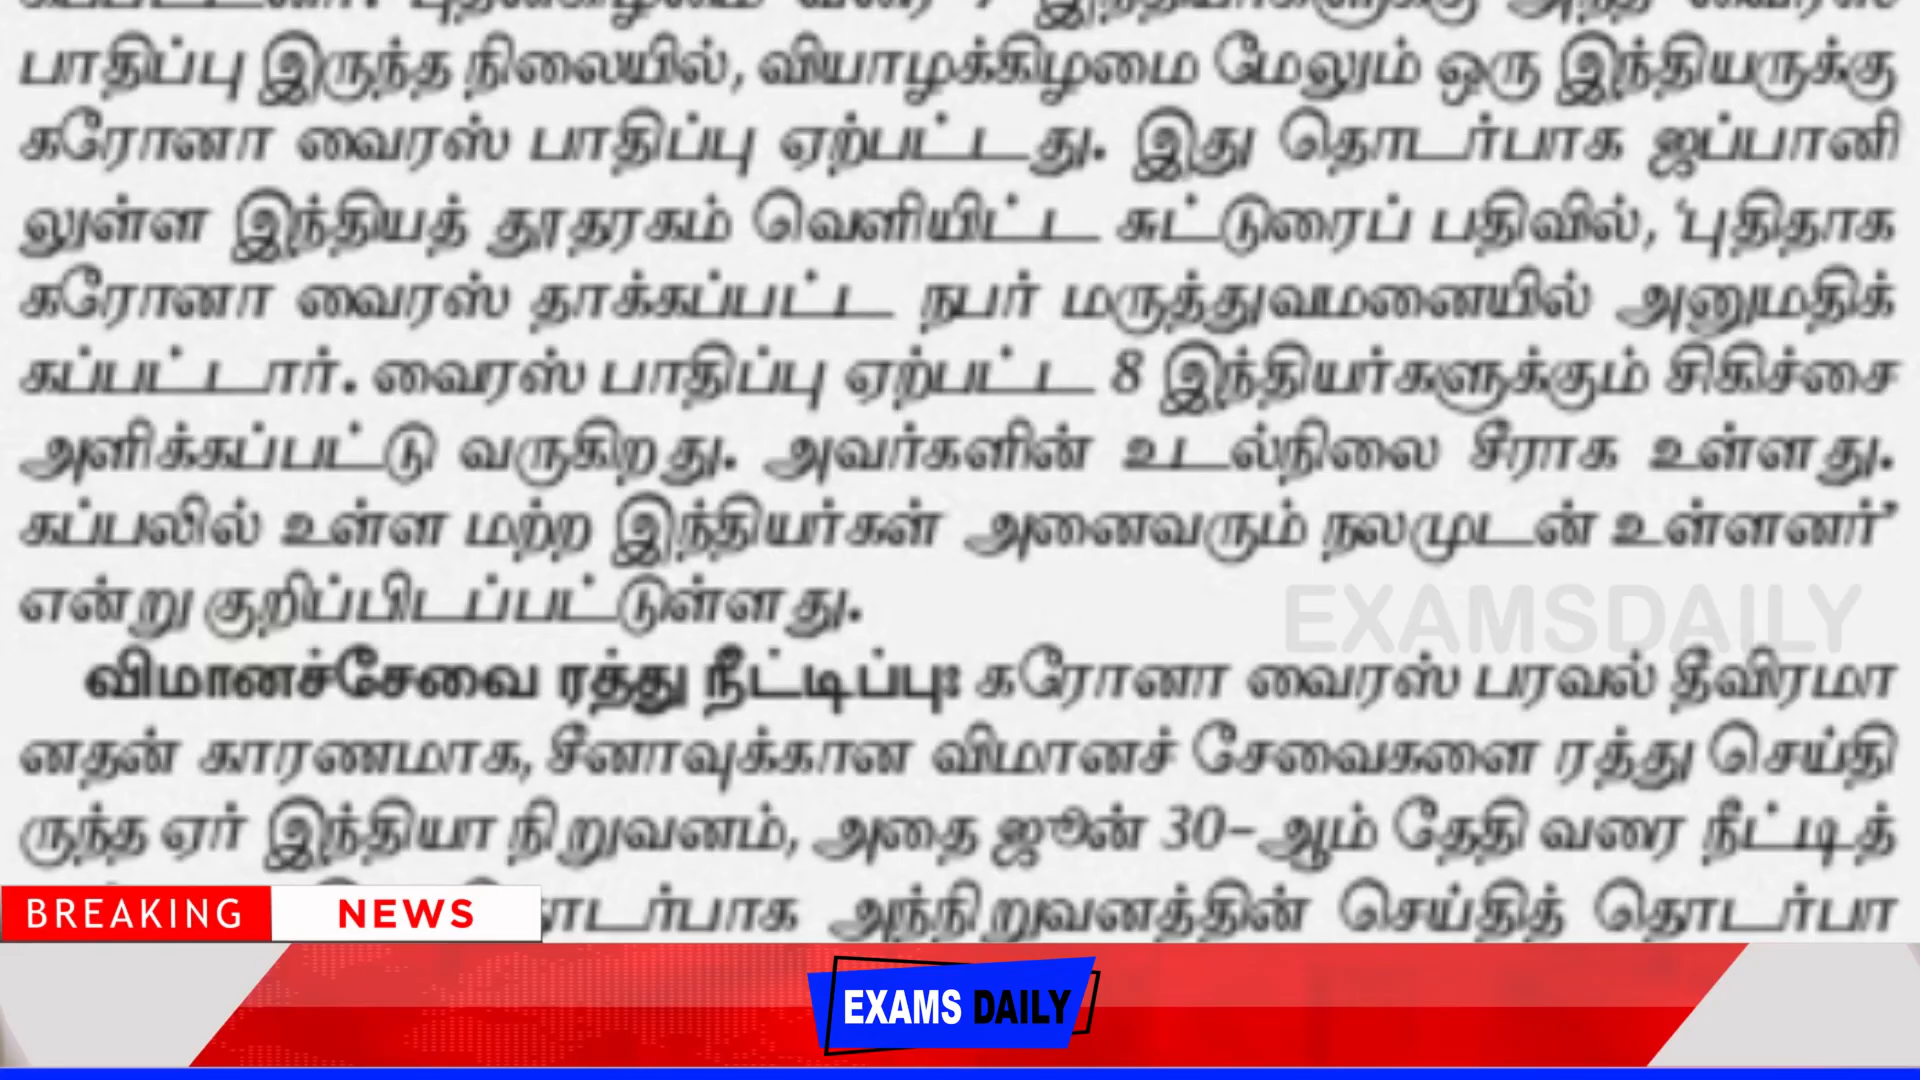 பாதிப்பு இருந்த நிலையில், வியாழக்கிழமை மேலும் ஒரு இந்தியருக்கு
கரோனா வைரஸ் பாதிப்பு ஏற்பட்டது. இது தொடர்பாக ஜப்பானி
லுள்ள இந்தியத் தூதரகம் வெளியிட்ட சுட்டுரைப் பதிவில், 'புதிதாக
கரோனா வைரஸ் தாக்கப்பட்ட நபர் மருத்துவமனையில் அனுமதிக்
கப்பட்டார். வைரஸ் பாதிப்பு ஏற்பட்ட 8 இந்தியர்களுக்கும் சிகிச்சை
அளிக்கப்பட்டு வருகிறது. அவர்களின் உடல்நிலை சீராக உள்ளது.
கப்பலில் உள்ள மற்ற இந்தியர்கள் அனைவரும் நலமுடன் உள்ளனர்'
என்று குறிப்பிடப்பட்டுள்ளது.
EXAMSDAILY
விமானச்சேவை ரத்து நீட்டிப்பு: கரோனா வைரஸ் பரவல் தீவிரமா
னதன் காரணமாக, சீனாவுக்கான விமானச் சேவைகளை ரத்து செய்தி
ருந்த ஏர் இந்தியா நிறுவனம், அதை ஜூன் 30-ஆம் தேதி வரை நீட்டித்
அந்நிறுவனத்தின் செய்தித் தொடர்பா
BREAKING NEWS
EXAMS DAILY